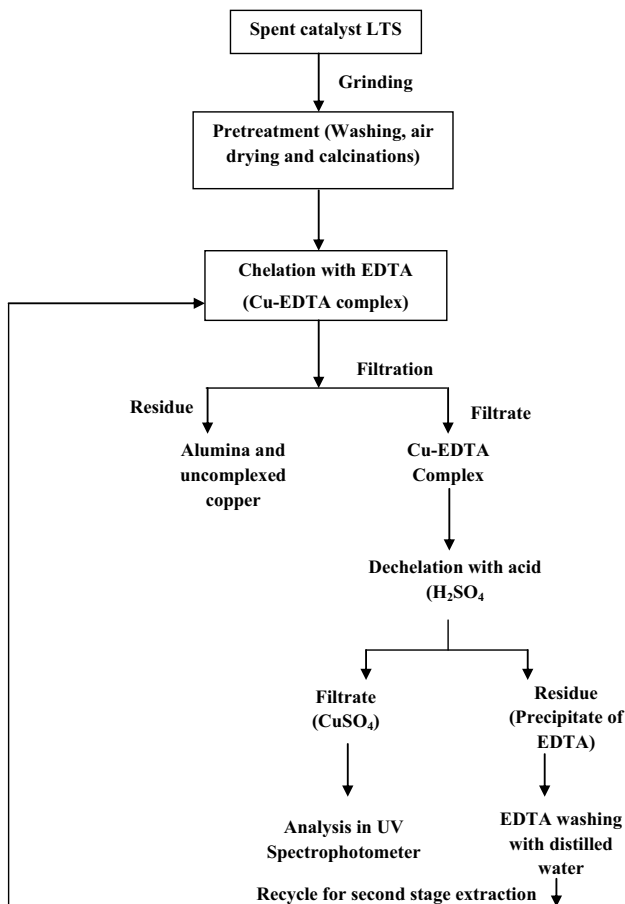 Spent catalyst LTS
Grinding
Pretreatment (Washing, air
drying and calcinations)
Chelation with EDTA
(Cu-EDTA complex)
Filtration
Residue
Filtrate
Alumina and
uncomplexed
copper
Cu-EDTA
Complex
Dechelation with acid
(H₂SO₄
Filtrate
(CuSO₄)
Residue
(Precipitate of
EDTA)
Analysis in UV
Spectrophotometer
EDTA washing
with distilled
water
Recycle for second stage extraction